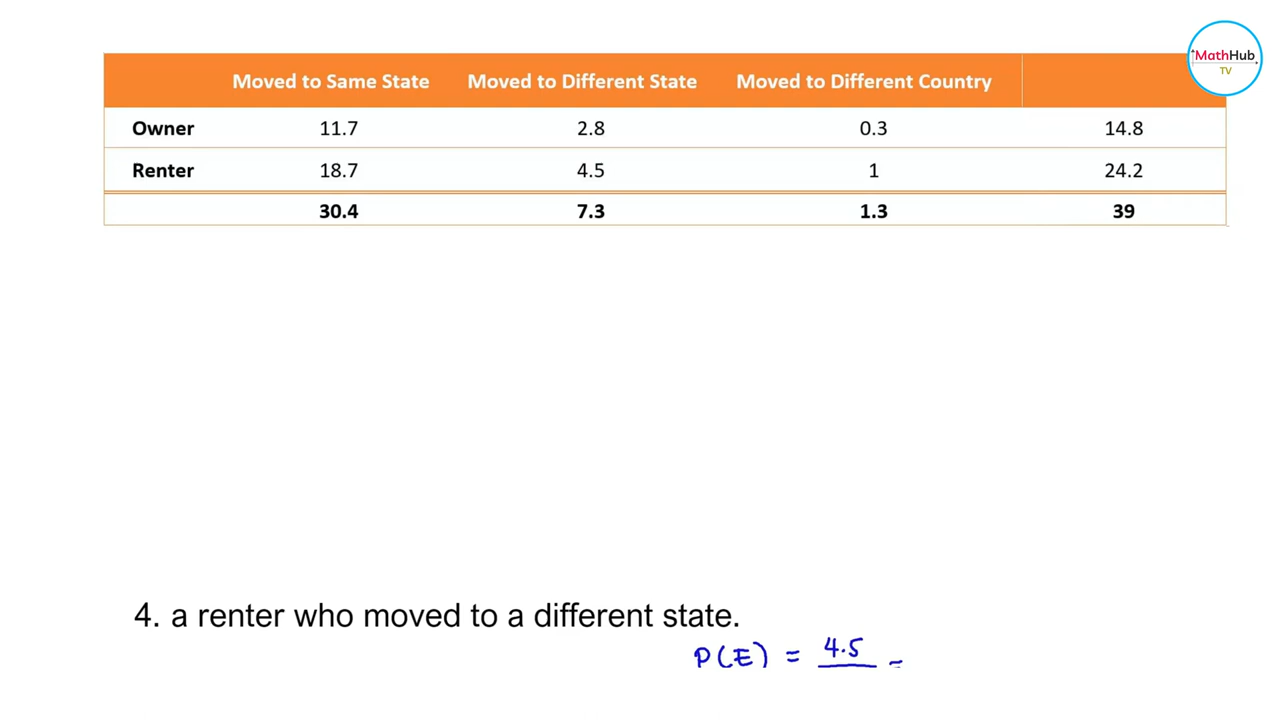 MathHub
TV
Moved to Same State Moved to Different State Moved to Different Country
Owner 11.7 2.8 0.3 14.8
Renter 18.7 4.5 1 24.2
30.4 7.3 1.3 39
4. a renter who moved to a different state.
P(E) = 4.5 =